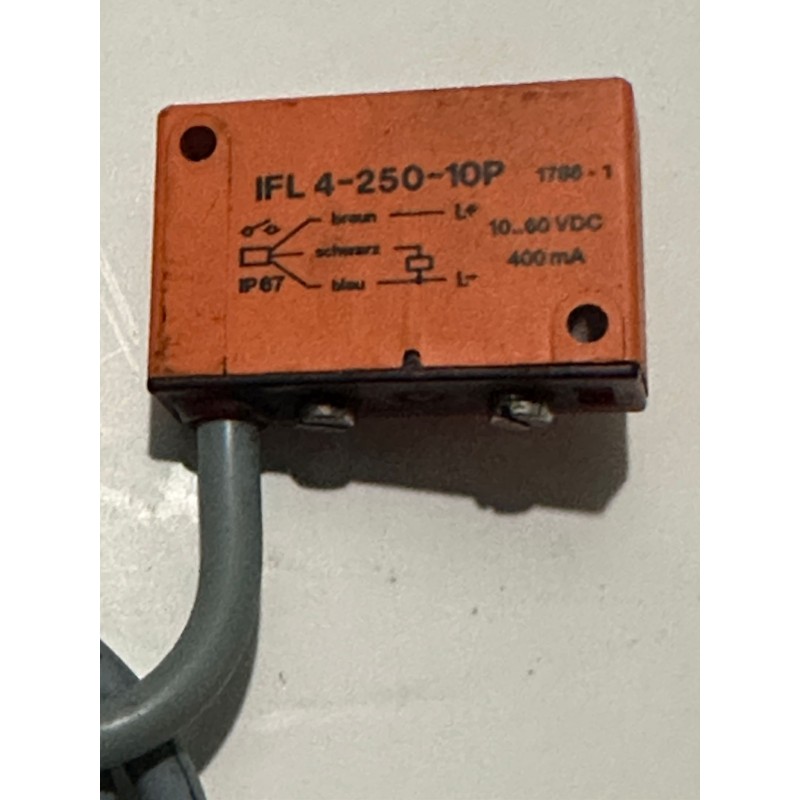 IFL 4-250-10P 1786-1
braun L+
10...60 VDC
schwarz
400 mA
IP67 blau L-